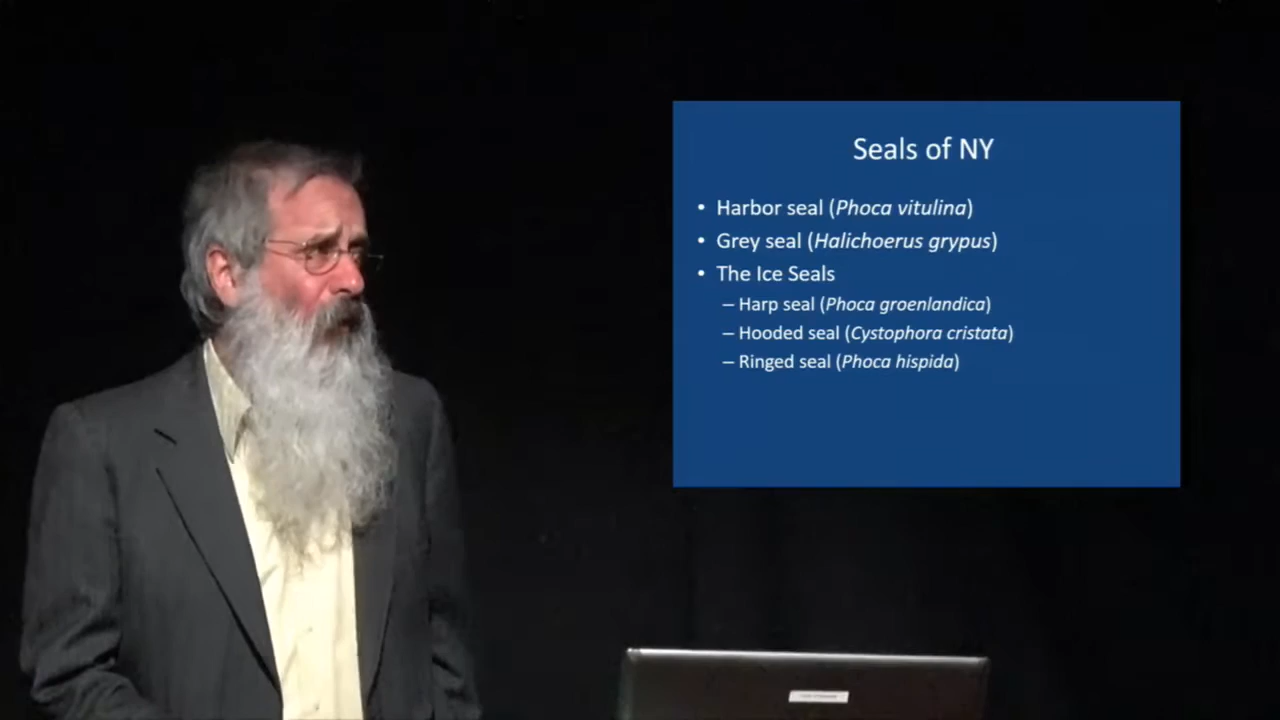 Seals of NY
• Harbor seal (Phoca vitulina)
• Grey seal (Halichoerus grypus)
• The Ice Seals
– Harp seal (Phoca groenlandica)
– Hooded seal (Cystophora cristata)
– Ringed seal (Phoca hispida)